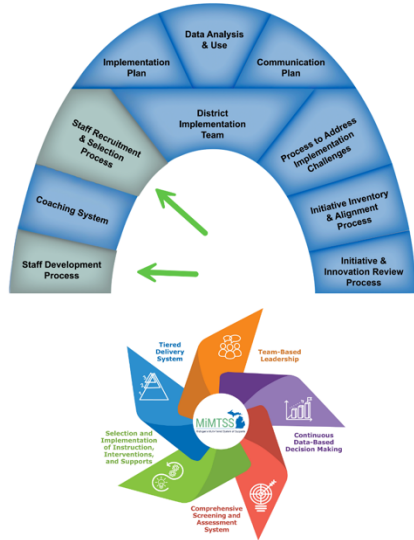 Data Analysis
& Use
Implementation
Plan
Communication
Plan
District
Implementation
Team
Staff Recruitment
& Selection
Process
Process to Address
Implementation
Challenges
Coaching System
Initiative Inventory
& Alignment
Process
Staff Development
Process
Initiative &
Innovation Review
Process
Tiered
Delivery
System
Team-Based
Leadership
MiMTSS
Selection and
Implementation
of Instruction,
Interventions,
and Supports
Continuous
Data-Based
Decision Making
Comprehensive
Screening and
Assessment
System